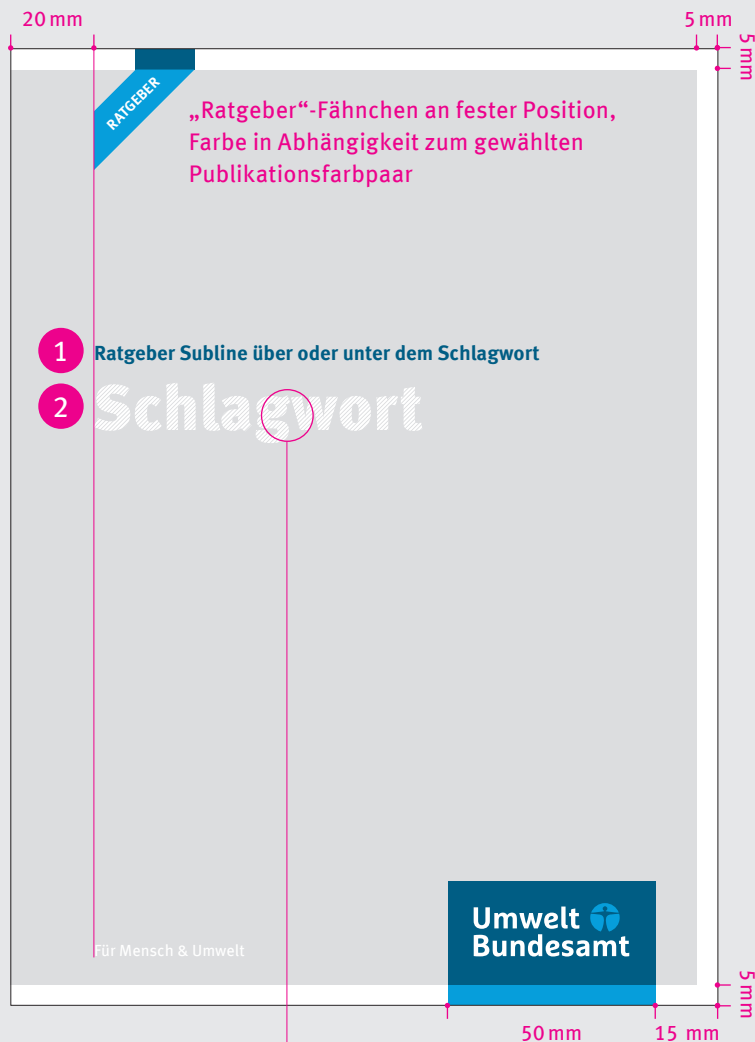 20 mm
5 mm
5 mm
RATGEBER
„Ratgeber“-Fähnchen an fester Position,
Farbe in Abhängigkeit zum gewählten
Publikationsfarbpaar
1
Ratgeber Subline über oder unter dem Schlagwort
2
Schlagwort
Für Mensch & Umwelt
Umwelt
Bundesamt
5 mm
50 mm
15 mm